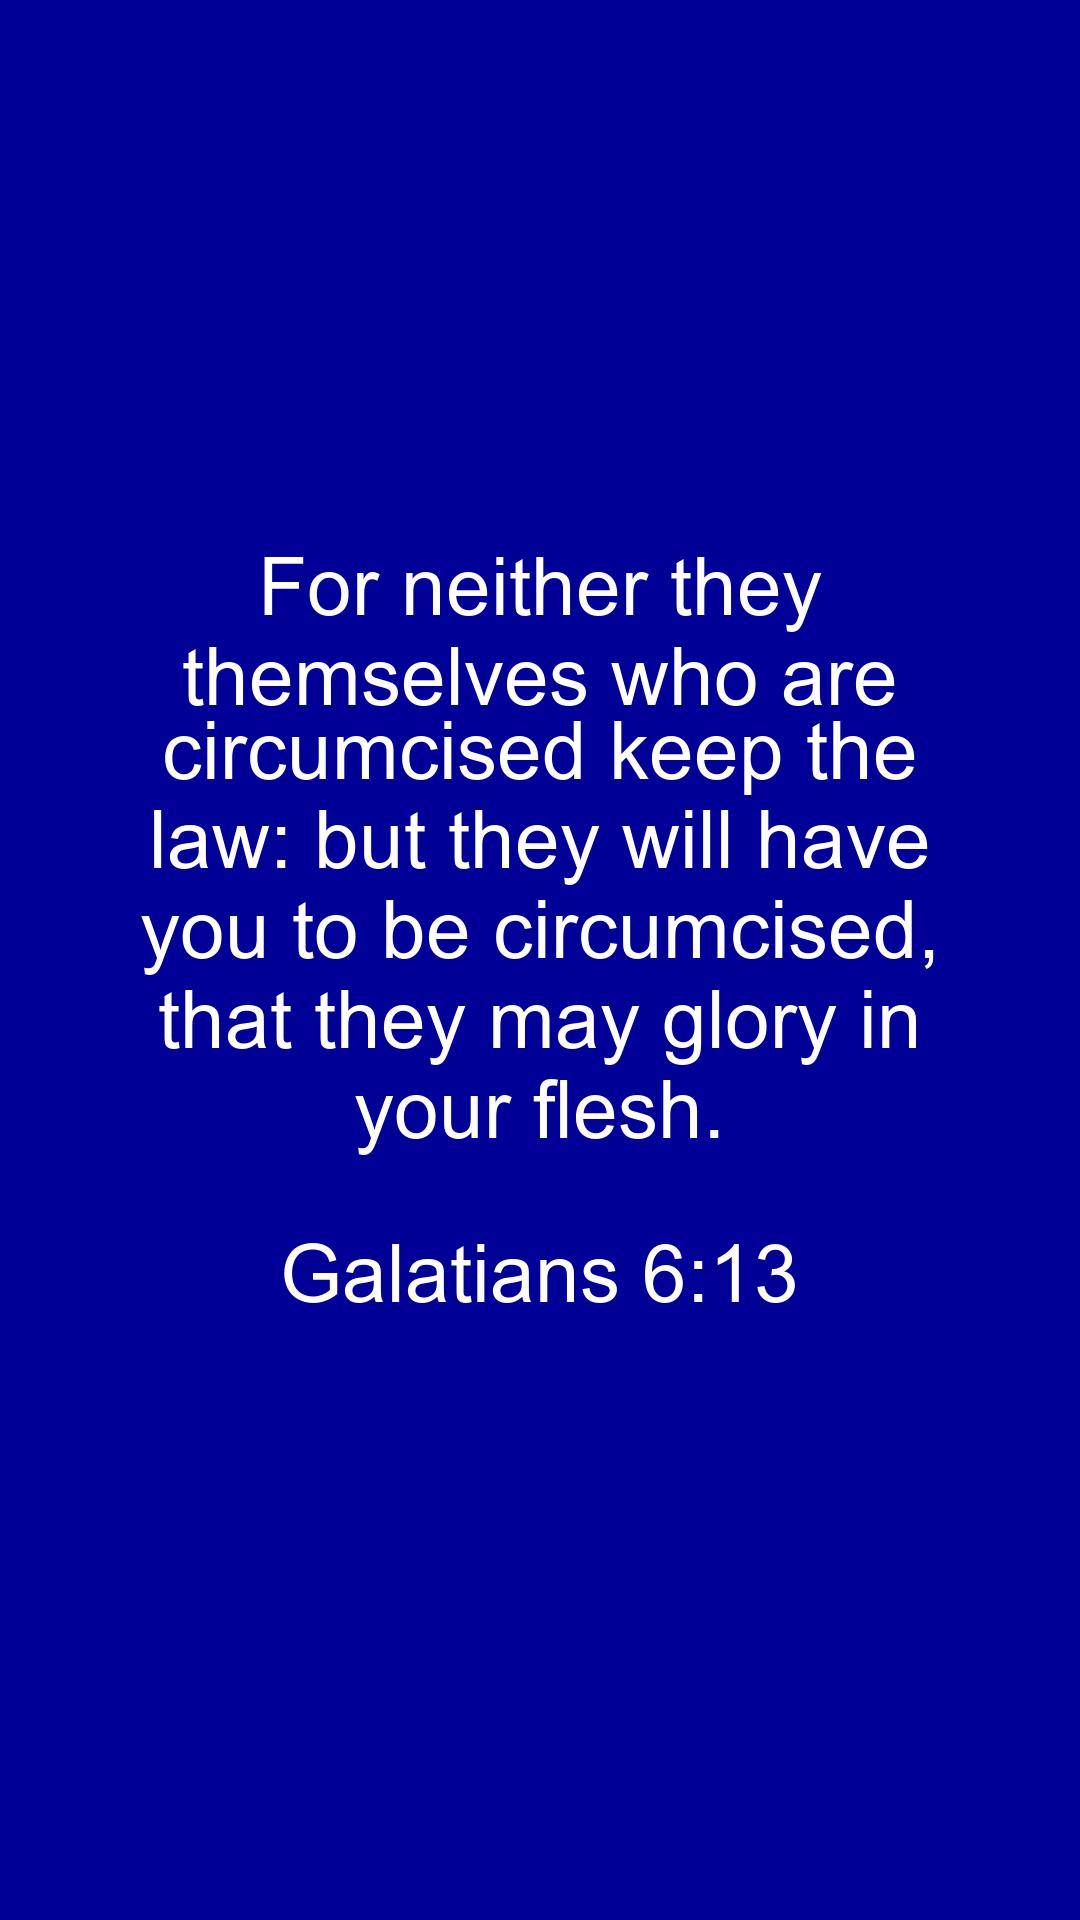 For neither they
themselves who are
circumcised keep the
law: but they will have
you to be circumcised,
that they may glory in
your flesh.
Galatians 6:13